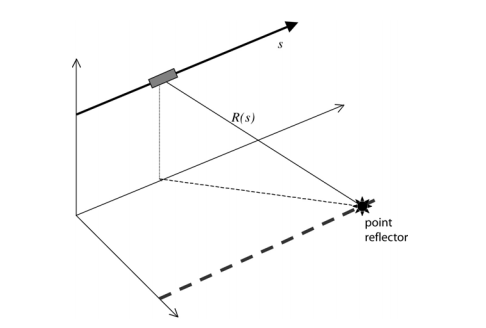 s
R(s)
point
reflector